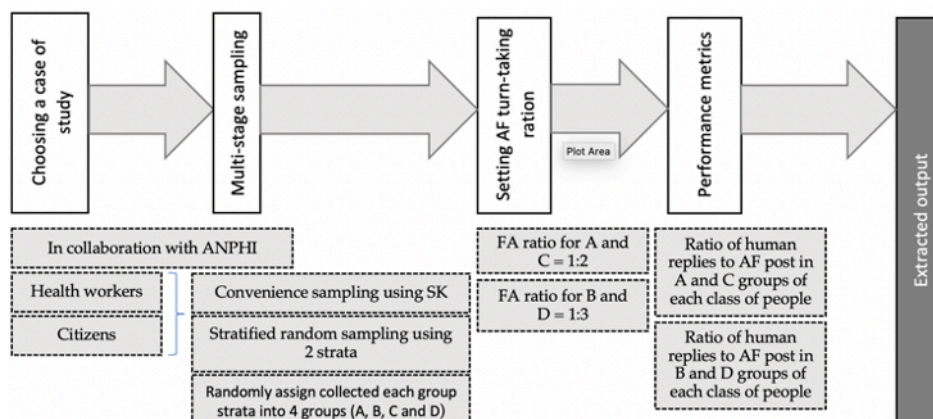 Choosing a case of
study
Multi-stage sampling
Setting AF turn-taking
ration
Plot Area
Performance metrics
Extracted output
In collaboration with ANPHI
Health workers
Citizens
Convenience sampling using SK
Stratified random sampling using
2 strata
Randomly assign collected each group
strata into 4 groups (A, B, C and D)
FA ratio for A and
C = 1:2
FA ratio for B and
D = 1:3
Ratio of human
replies to AF post in
A and C groups of
each class of people
Ratio of human
replies to AF post in
B and D groups of
each class of people